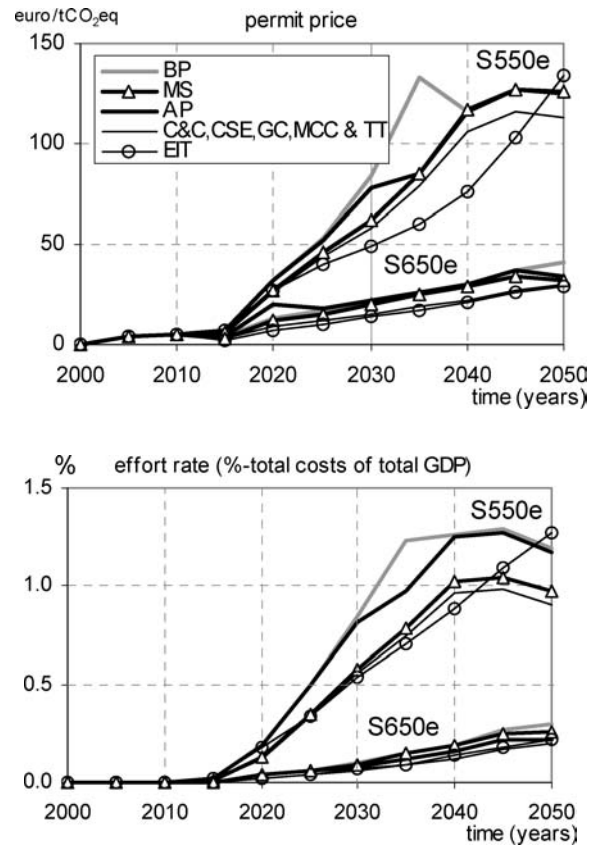 euro/tCO₂eq
permit price
150
100
50
0
BP
MS
AP
C&C,CSE,GC,MCC & TT
EIT
S550e
S650e
2000 2010 2020 2030 2040 2050
time (years)
% effort rate (%-total costs of total GDP)
1.5
1.0
0.5
0.0
S550e
S650e
2000 2010 2020 2030 2040 2050
time (years)